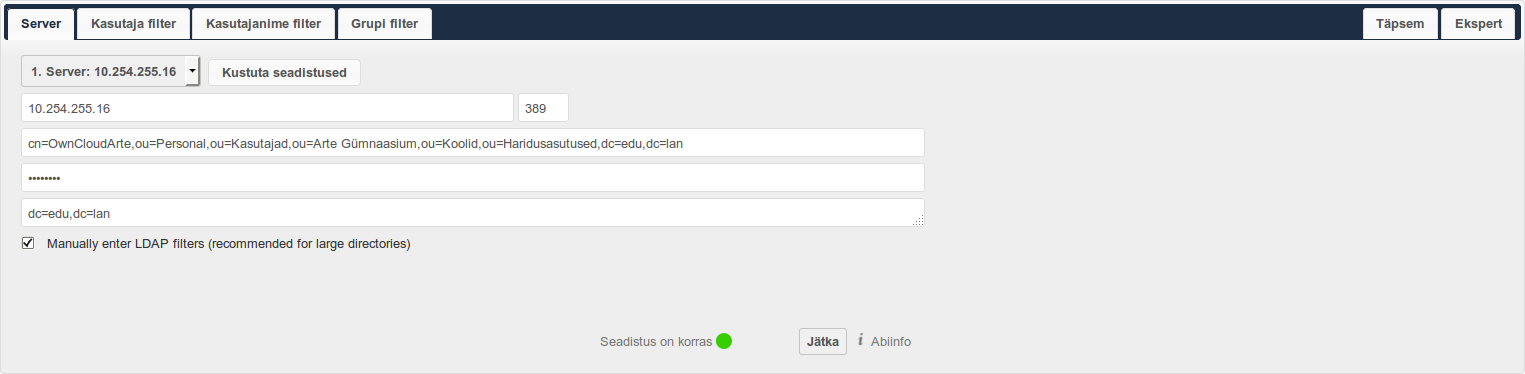 Server Kasutaja filter Kasutajanime filter Grupi filter Täpsem Ekspert
1. Server: 10.254.255.16 Kustuta seadistused
10.254.255.16 389
cn=OwnCloudArte,ou=Personal,ou=Kasutajad,ou=Arte Gümnaasium,ou=Koolid,ou=Haridusasutused,dc=edu,dc=lan
••••••••
dc=edu,dc=lan
Manually enter LDAP filters (recommended for large directories)
Seadistus on korras Jätka i Abiinfo